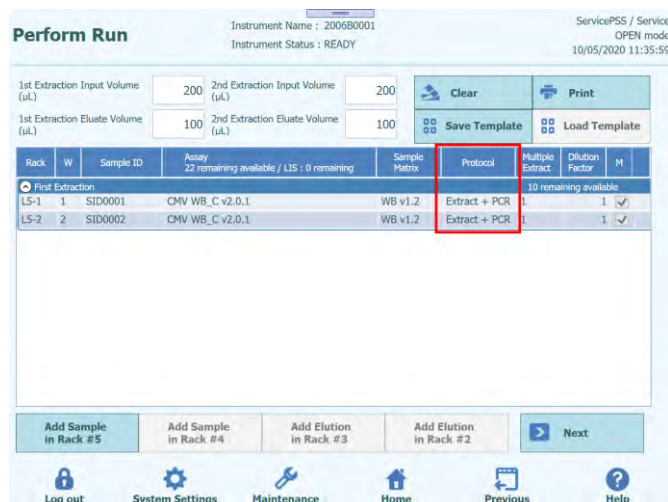 Perform Run
Instrument Name : 2006B0001
Instrument Status : READY
ServicePSS / Service
OPEN mode
10/05/2020 11:35:59
1st Extraction Input Volume (uL) 200 2nd Extraction Input Volume (uL) 200 Clear Print
1st Extraction Eluate Volume (uL) 100 2nd Extraction Eluate Volume (uL) 100 Save Template Load Template
Rack W Sample ID Assay 22 remaining available / LIS : 0 remaining Sample Matrix Protocol Multiple Extract Dilution Factor M
First Extraction 10 remaining available
L5-1 1 SID0001 CMV WB_C v2.0.1 WB v1.2 Extract + PCR 1 1
L5-2 2 SID0002 CMV WB_C v2.0.1 WB v1.2 Extract + PCR 1 1
Add Sample in Rack #5 Add Sample in Rack #4 Add Elution in Rack #3 Add Elution in Rack #2 Next
Log out System Settings Maintenance Home Previous Help